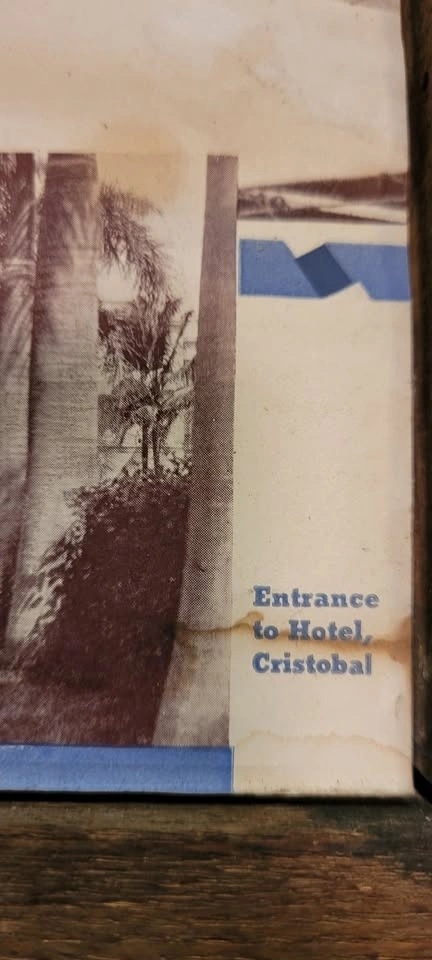 Entrance
to Hotel,
Cristobal